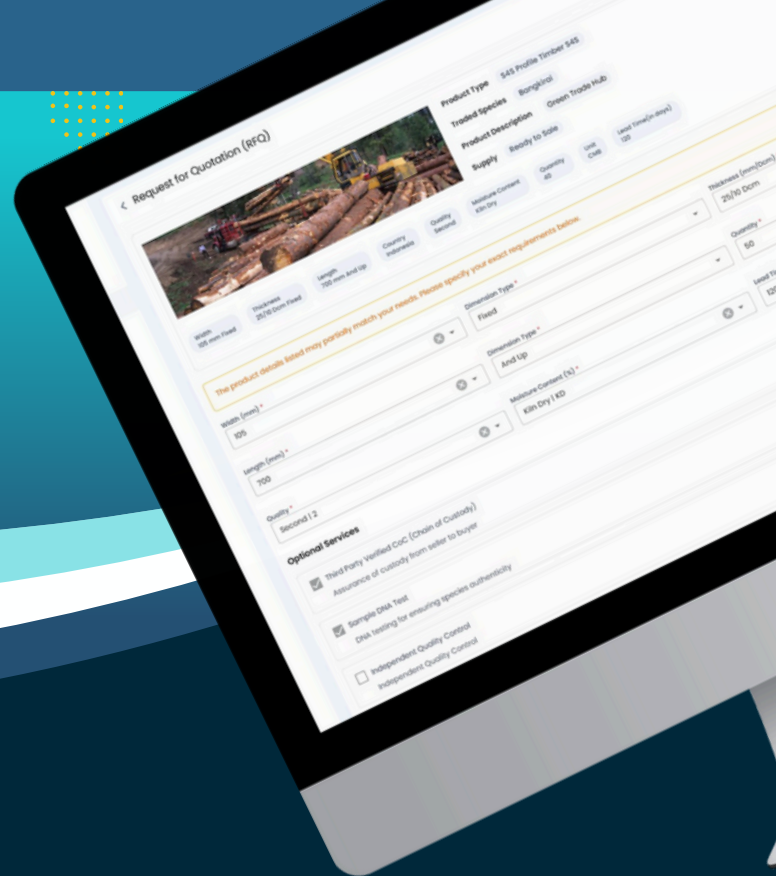 Request for Quotation (RFQ)
Product Type S4S Profile Timber S4S
Traded Species Bangkirai
Product Description Green Trade Hub
Supply Ready to Sale
Width
105 mm Fixed
Thickness
25/10 Dcm Fixed
Length
700 mm And Up
Country
Indonesia
Quality
Second
Moisture Content
Kiln Dry
Quantity
40
Unit
CMB
Lead Time(in days)
120
The product details listed may partially match your needs. Please specify your exact requirements below.
Width (mm) *
105
Dimension Type *
Fixed
Thickness (mm/Dcm)
25/10 Dcm
Length (mm) *
700
Dimension Type *
And Up
Quantity *
50
Quality *
Second | 2
Moisture Content (%) *
Kiln Dry | KD
Optional Services
Third Party Verified CoC (Chain of Custody)
Assurance of custody from seller to buyer
Sample DNA Test
DNA testing for ensuring species authenticity
Independent Quality Control
Independent Quality Control